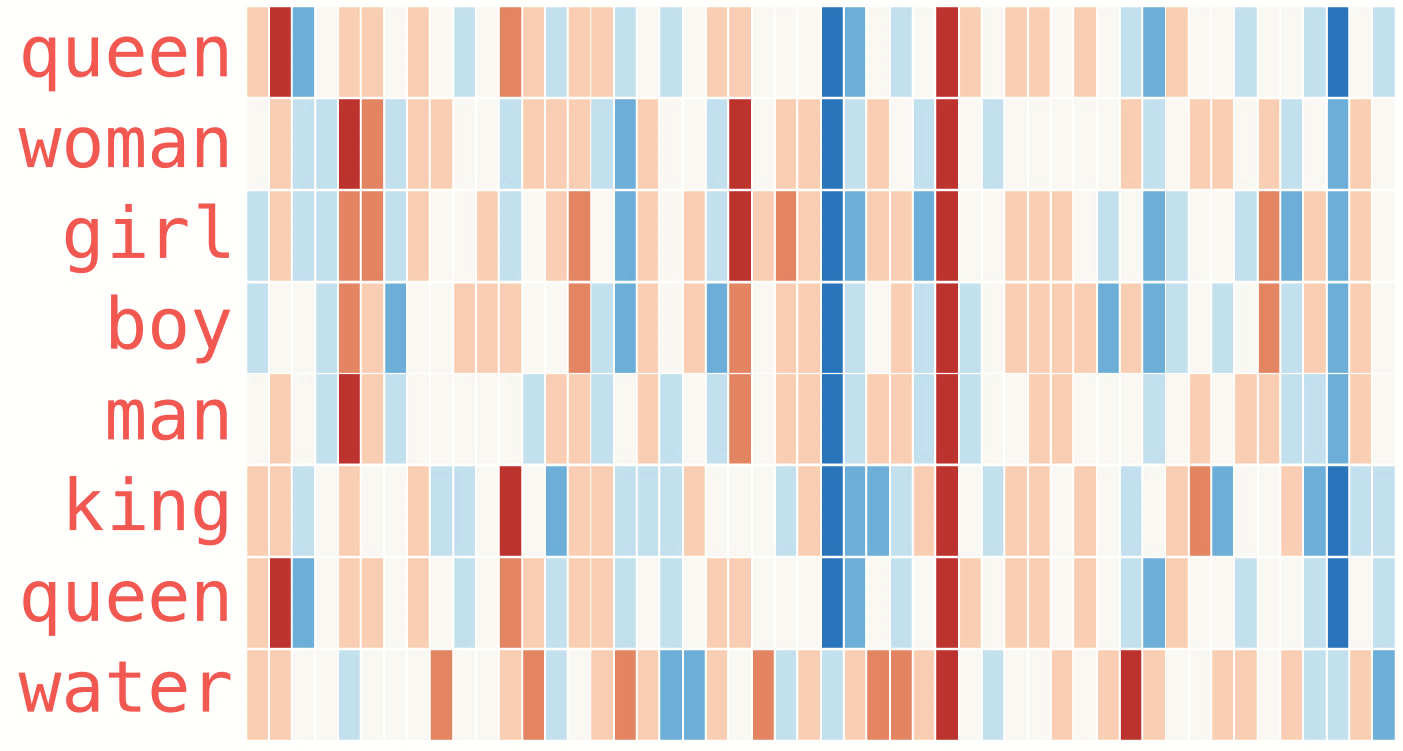 queen
woman
girl
boy
man
king
queen
water